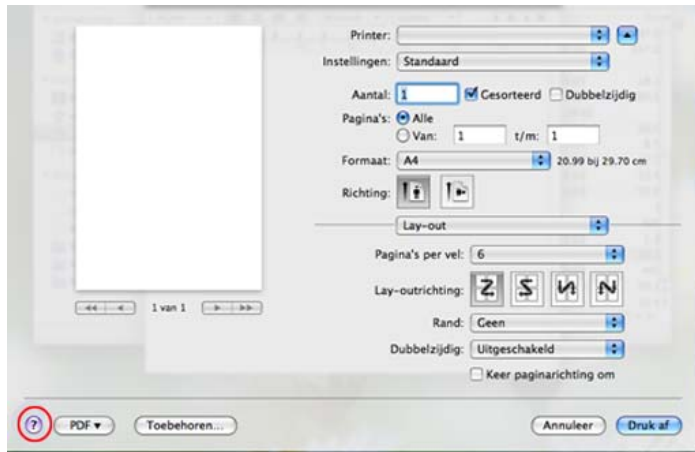 Printer:
Instellingen: Standaard
Aantal: 1 Gesorteerd Dubbelzijdig
Pagina's: Alle
Van: 1 t/m: 1
Formaat: A4 20.99 bij 29.70 cm
Richting:
Lay-out
Pagina's per vel: 6
Lay-outrichting:
1 van 1
Rand: Geen
Dubbelzijdig: Uitgeschakeld
Keer paginarichting om
? PDF ▼ Toebehoren... Annuleer Druk af